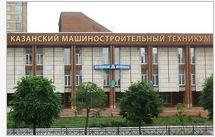 КАЗАНСКИЙ МАШИНОСТРОИТЕЛЬНЫЙ ТЕХНИКУМ